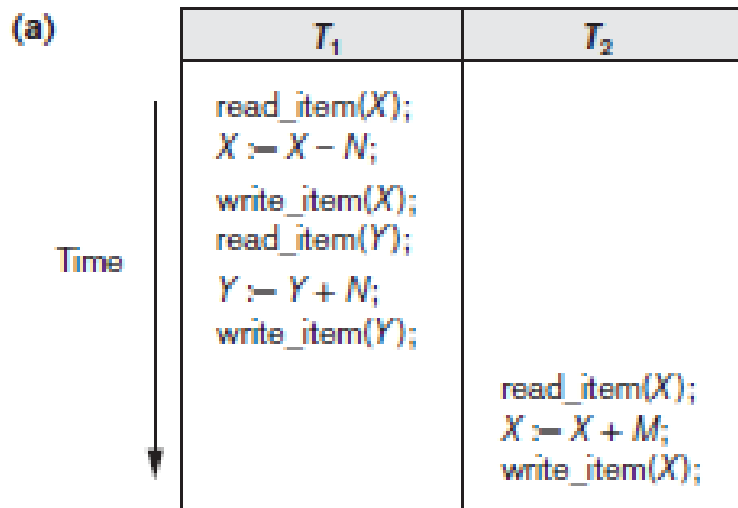 (a)
T1 T2
read_item(X);
X := X − N;
write_item(X);
read_item(Y);
Time
Y := Y + N;
write_item(Y);
read_item(X);
X := X + M;
write_item(X);